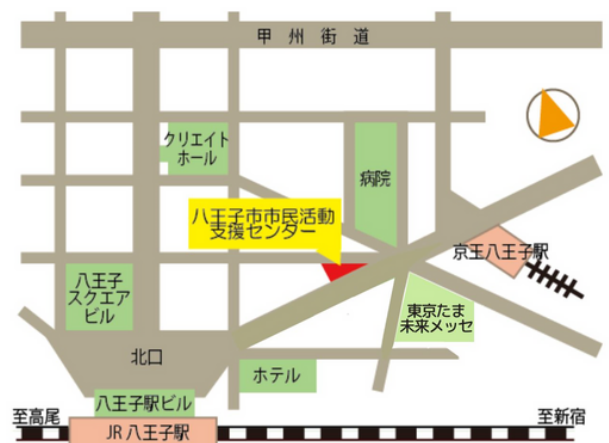 甲州街道
クリエイト
ホール
病院
八王子市市民活動
支援センター
京王八王子駅
八王子
スクエア
ビル
東京たま
未来メッセ
北口
ホテル
八王子駅ビル
至高尾
至新宿
JR八王子駅